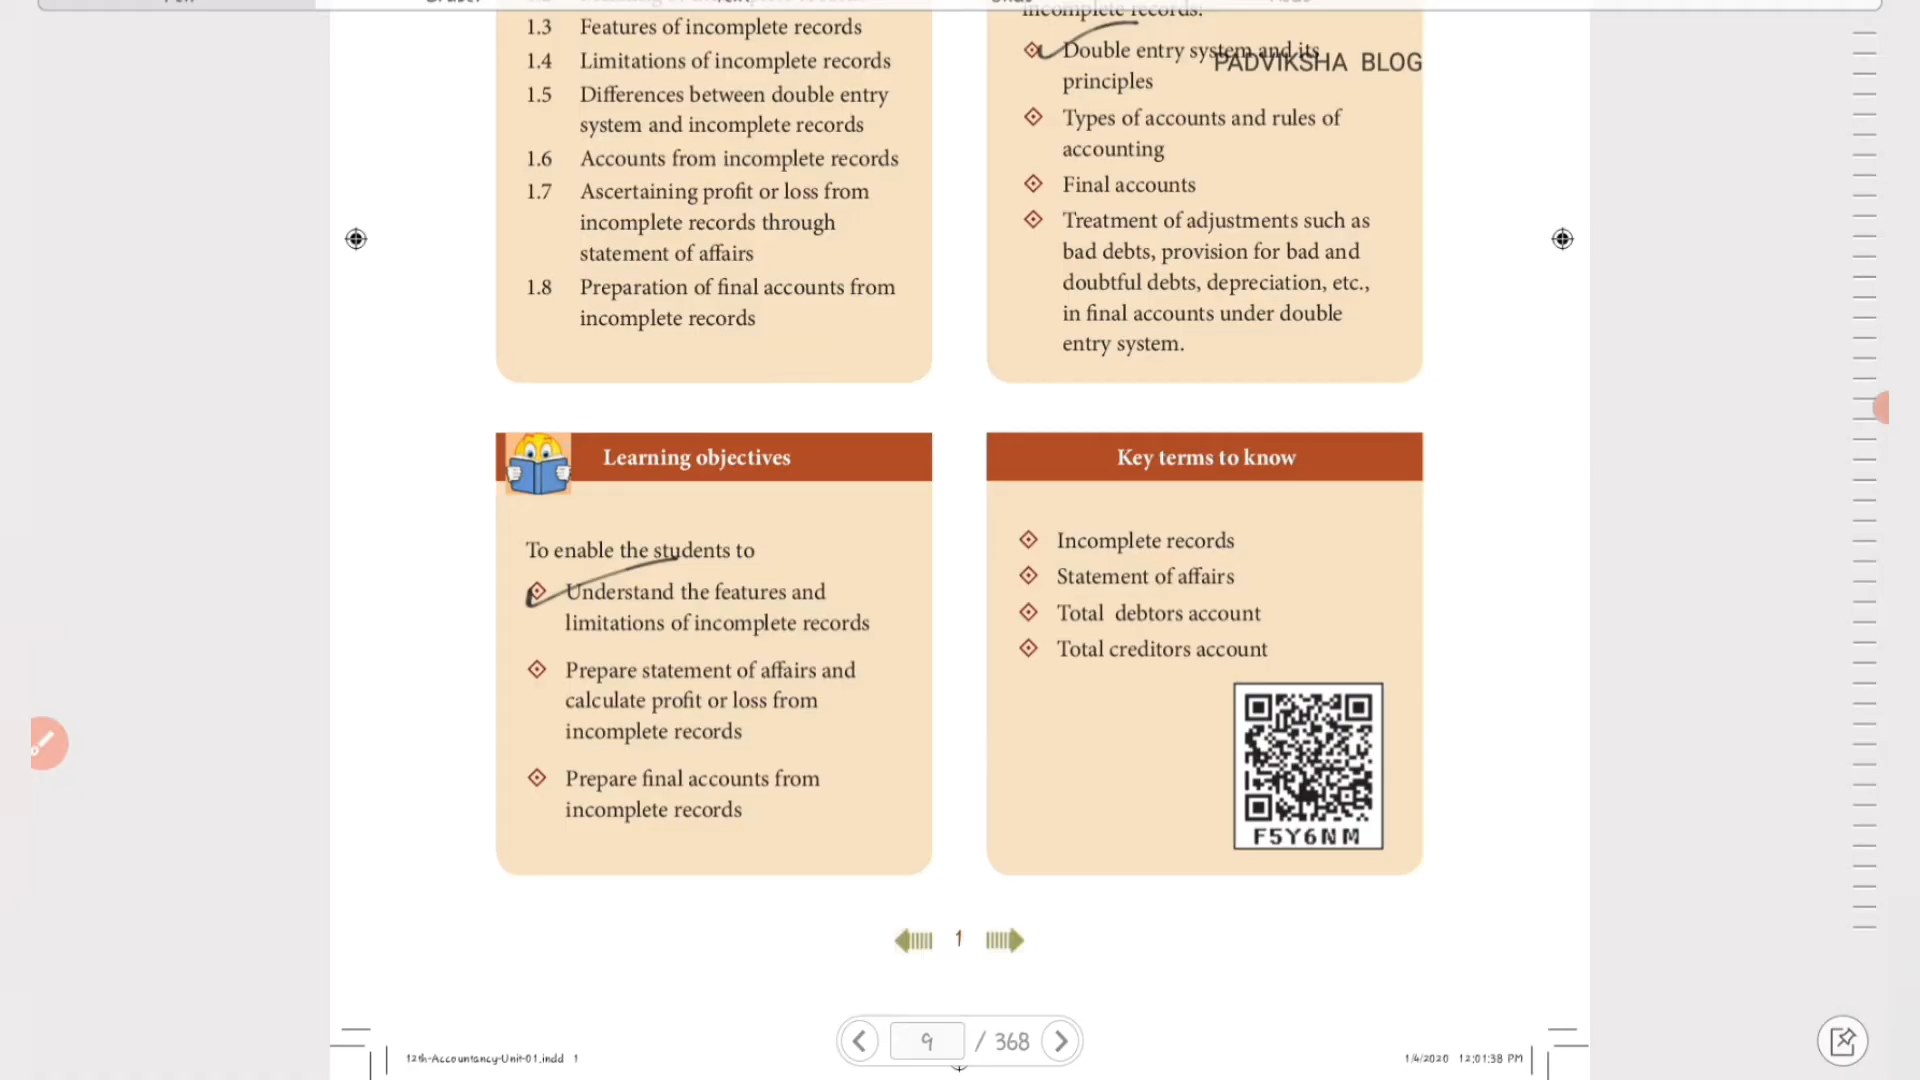 1.3 Features of incomplete records
1.4 Limitations of incomplete records
1.5 Differences between double entry
system and incomplete records
1.6 Accounts from incomplete records
1.7 Ascertaining profit or loss from
incomplete records through
statement of affairs
1.8 Preparation of final accounts from
incomplete records
incomplete records:
Double entry system and its
principles
PADVIKSHA BLOG
Types of accounts and rules of
accounting
Final accounts
Treatment of adjustments such as
bad debts, provision for bad and
doubtful debts, depreciation, etc.,
in final accounts under double
entry system.
Learning objectives
To enable the students to
Understand the features and
limitations of incomplete records
Prepare statement of affairs and
calculate profit or loss from
incomplete records
Prepare final accounts from
incomplete records
Key terms to know
Incomplete records
Statement of affairs
Total debtors account
Total creditors account
F5Y6NM
1
9 / 368
12th-Accountancy-Unit-01.indd 1
1/4/2020 12:01:38 PM